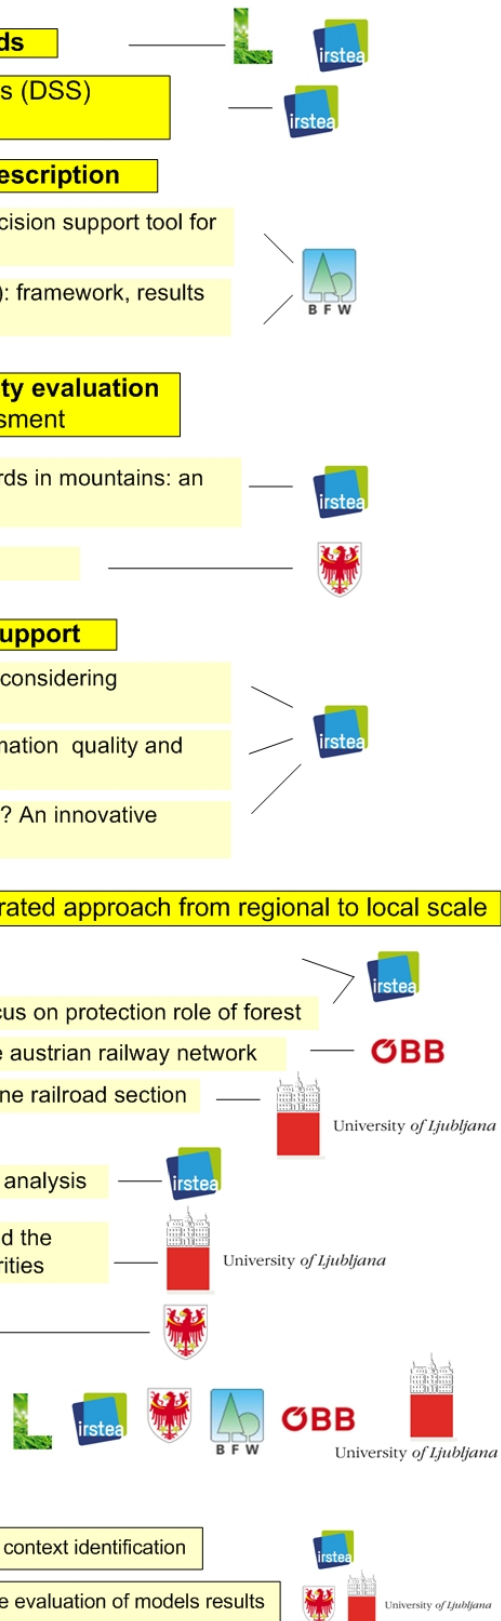 ds
irstea
s (DSS)
irstea
escription
cision support tool for
): framework, results
BFW
ty evaluation
sment
rds in mountains: an
irstea
upport
considering
mation quality and
irstea
? An innovative
rated approach from regional to local scale
irstea
cus on protection role of forest
e austrian railway network
ÖBB
ne railroad section
University of Ljubljana
analysis
irstea
d the
rities
University of Ljubljana
L
irstea
BFW
ÖBB
University of Ljubljana
context identification
irstea
e evaluation of models results
University of Ljubljana